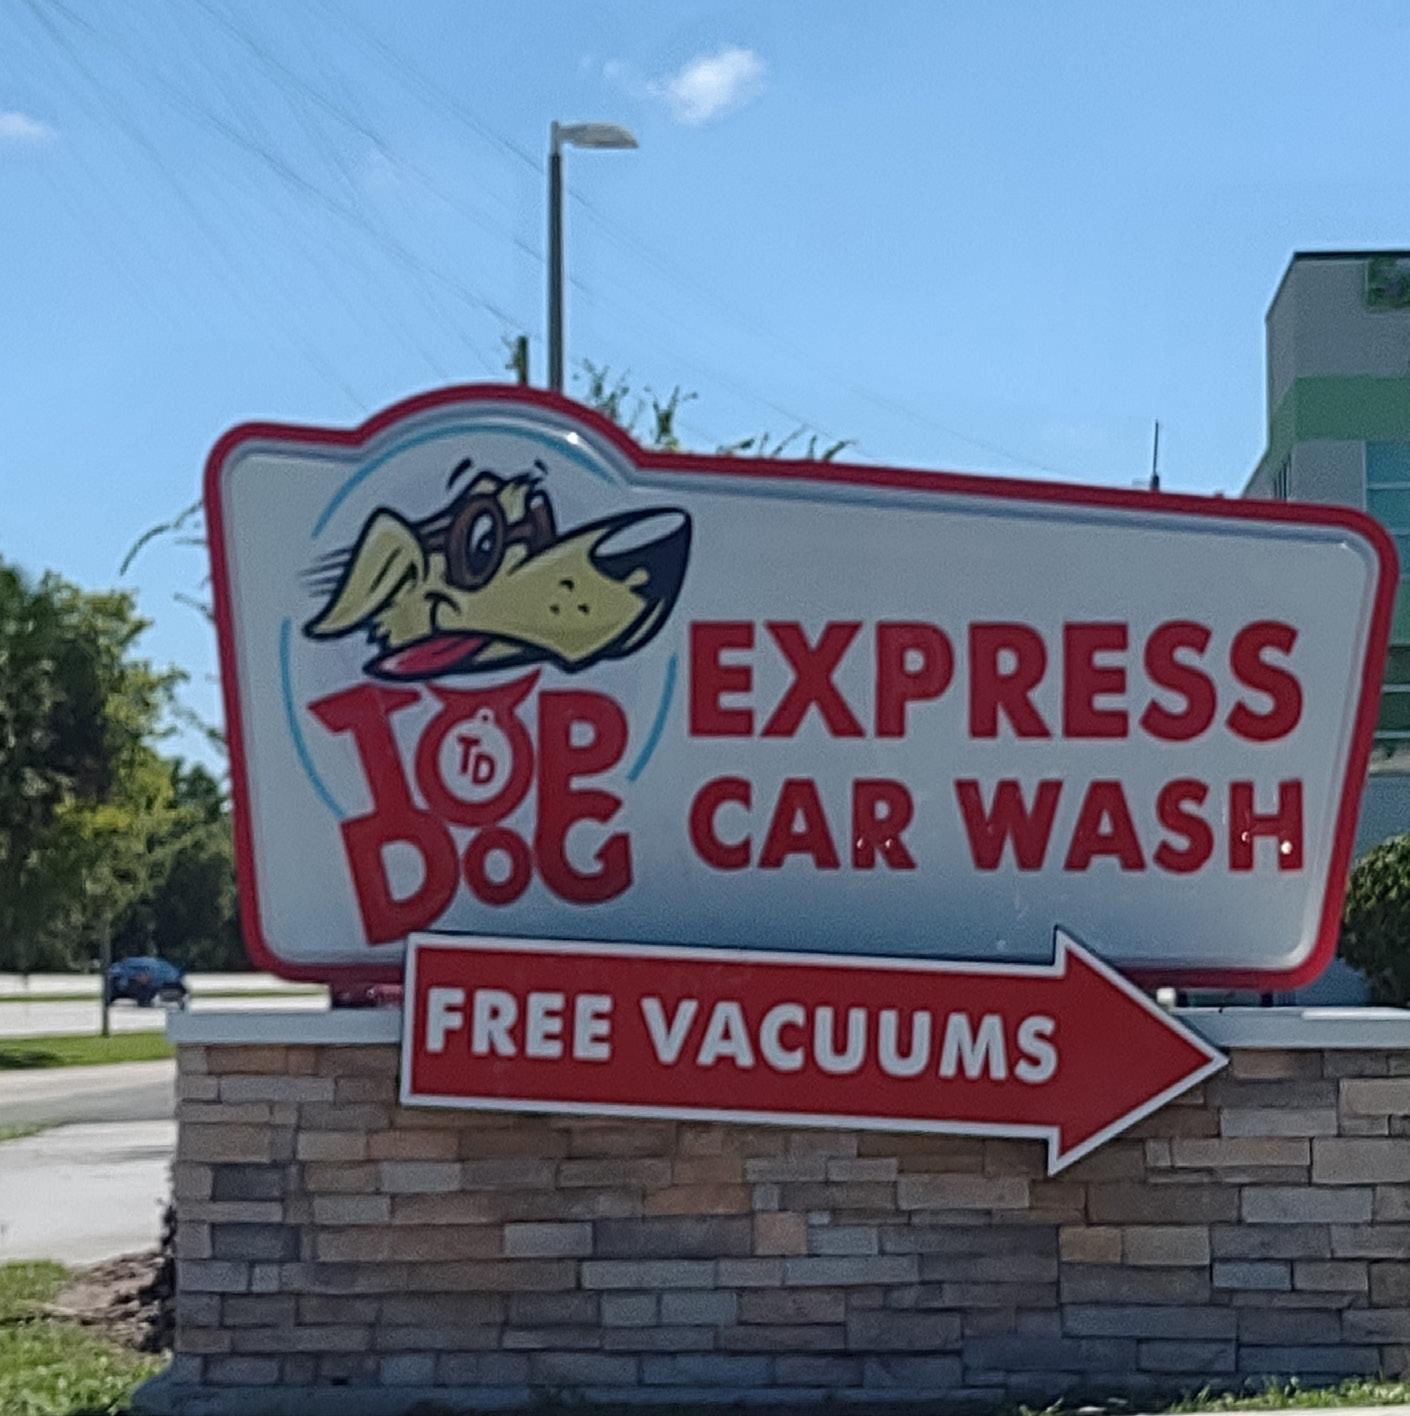 TOP
TD
DOG
EXPRESS
CAR WASH
FREE VACUUMS